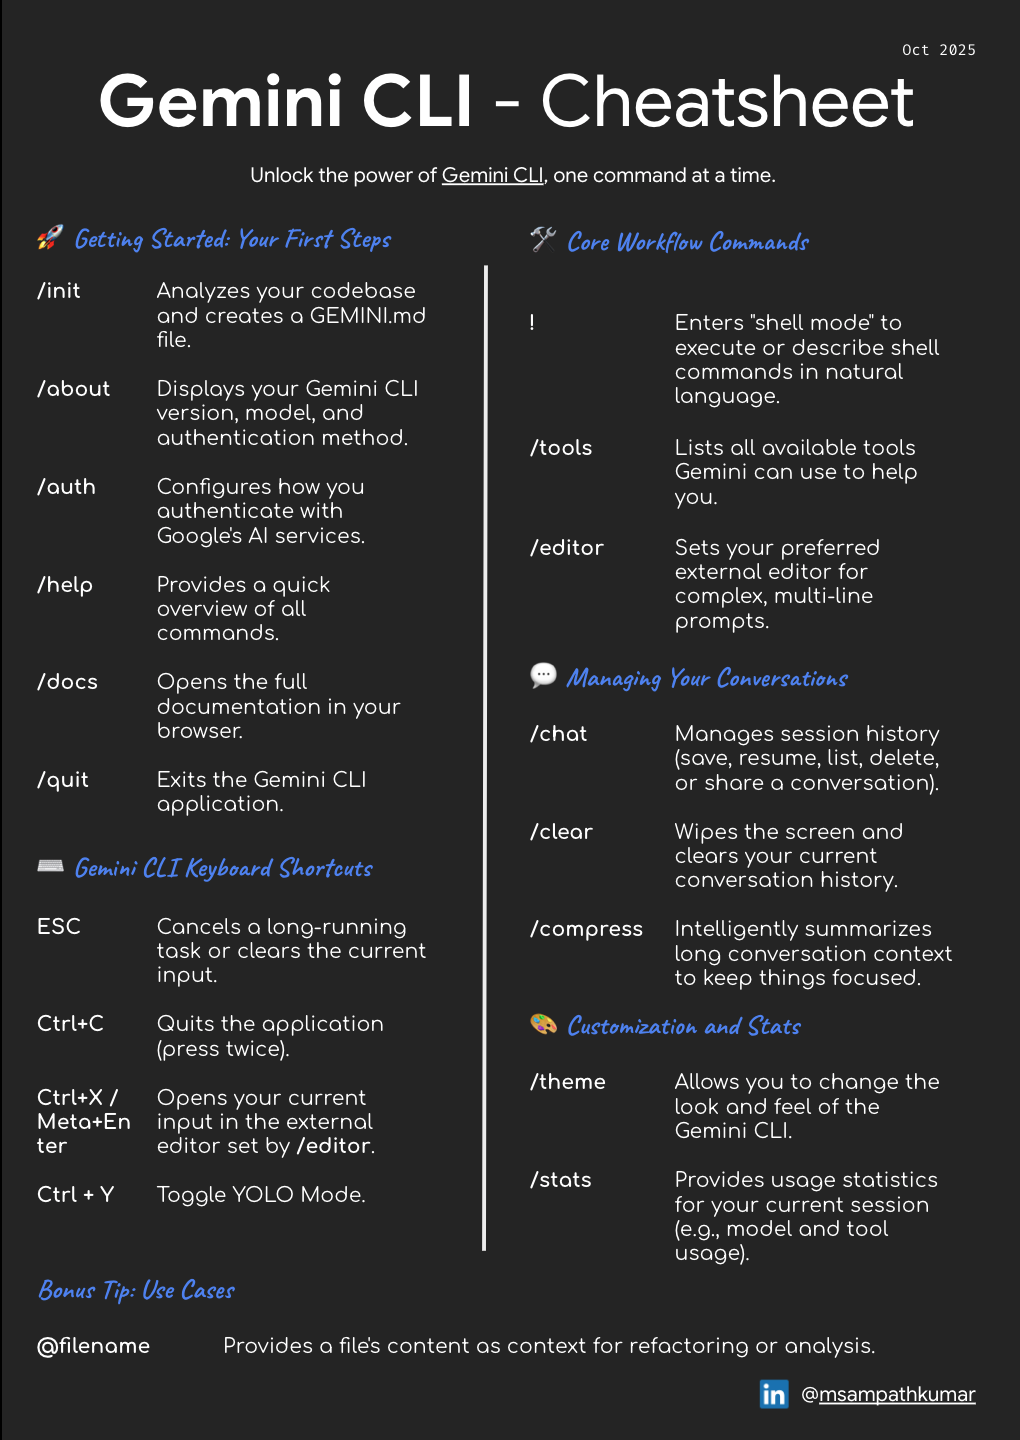 Oct 2025
Gemini CLI - Cheatsheet
Unlock the power of Gemini CLI, one command at a time.
Getting Started: Your First Steps
/init Analyzes your codebase
and creates a GEMINI.md
file.
/about Displays your Gemini CLI
version, model, and
authentication method.
/auth Configures how you
authenticate with
Google's AI services.
/help Provides a quick
overview of all
commands.
/docs Opens the full
documentation in your
browser.
/quit Exits the Gemini CLI
application.
Gemini CLI Keyboard Shortcuts
ESC Cancels a long-running
task or clears the current
input.
Ctrl+C Quits the application
(press twice).
Ctrl+X / Opens your current
Meta+En input in the external
ter editor set by /editor.
Ctrl + Y Toggle YOLO Mode.
Core Workflow Commands
! Enters "shell mode" to
execute or describe shell
commands in natural
language.
/tools Lists all available tools
Gemini can use to help
you.
/editor Sets your preferred
external editor for
complex, multi-line
prompts.
Managing Your Conversations
/chat Manages session history
(save, resume, list, delete,
or share a conversation).
/clear Wipes the screen and
clears your current
conversation history.
/compress Intelligently summarizes
long conversation context
to keep things focused.
Customization and Stats
/theme Allows you to change the
look and feel of the
Gemini CLI.
/stats Provides usage statistics
for your current session
(e.g., model and tool
usage).
Bonus Tip: Use Cases
@filename Provides a file's content as context for refactoring or analysis.
in @msampathkumar